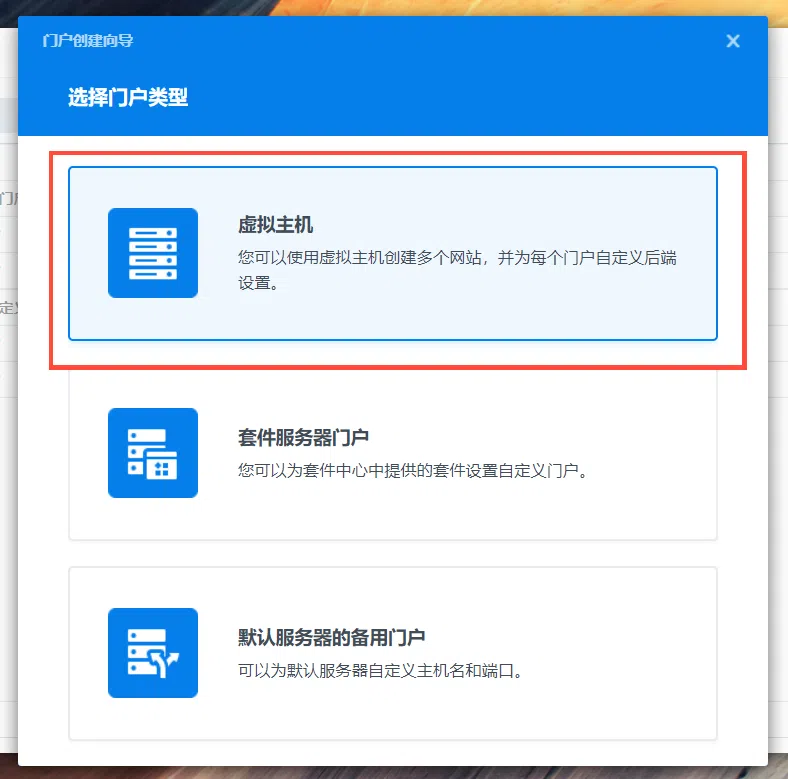 门户创建向导
选择门户类型
虚拟主机
您可以使用虚拟主机创建多个网站，并为每个门户自定义后端
设置。
套件服务器门户
您可以为套件中心中提供的套件设置自定义门户。
默认服务器的备用门户
可以为默认服务器自定义主机名和端口。